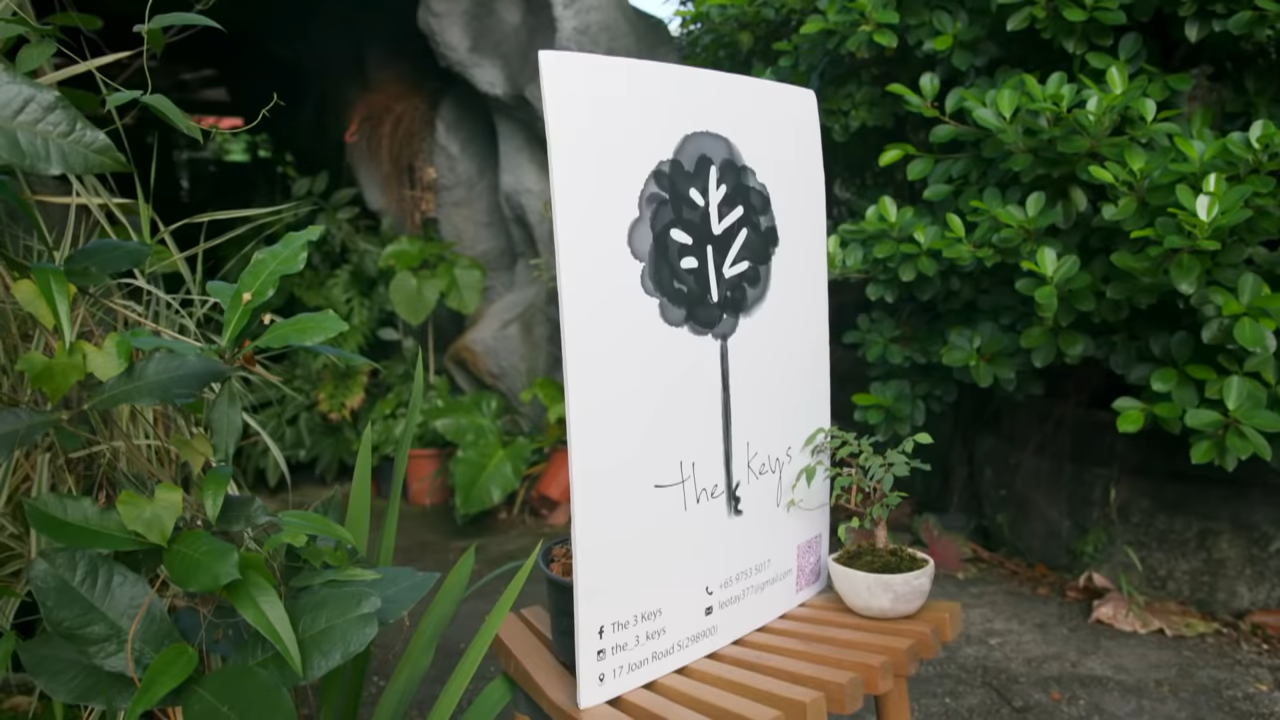 the Keys
+65 9753 5017
leotay377@gmail.com
The 3 Keys
the_3_keys
17 Joan Road S(298900)